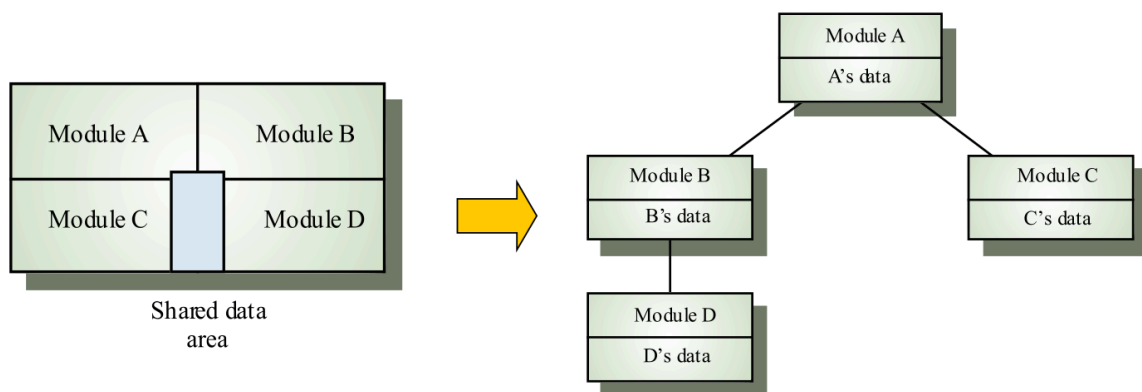 Module A
Module B
Module C
Module D
Shared data
area
Module A
A's data
Module B
B's data
Module C
C's data
Module D
D's data